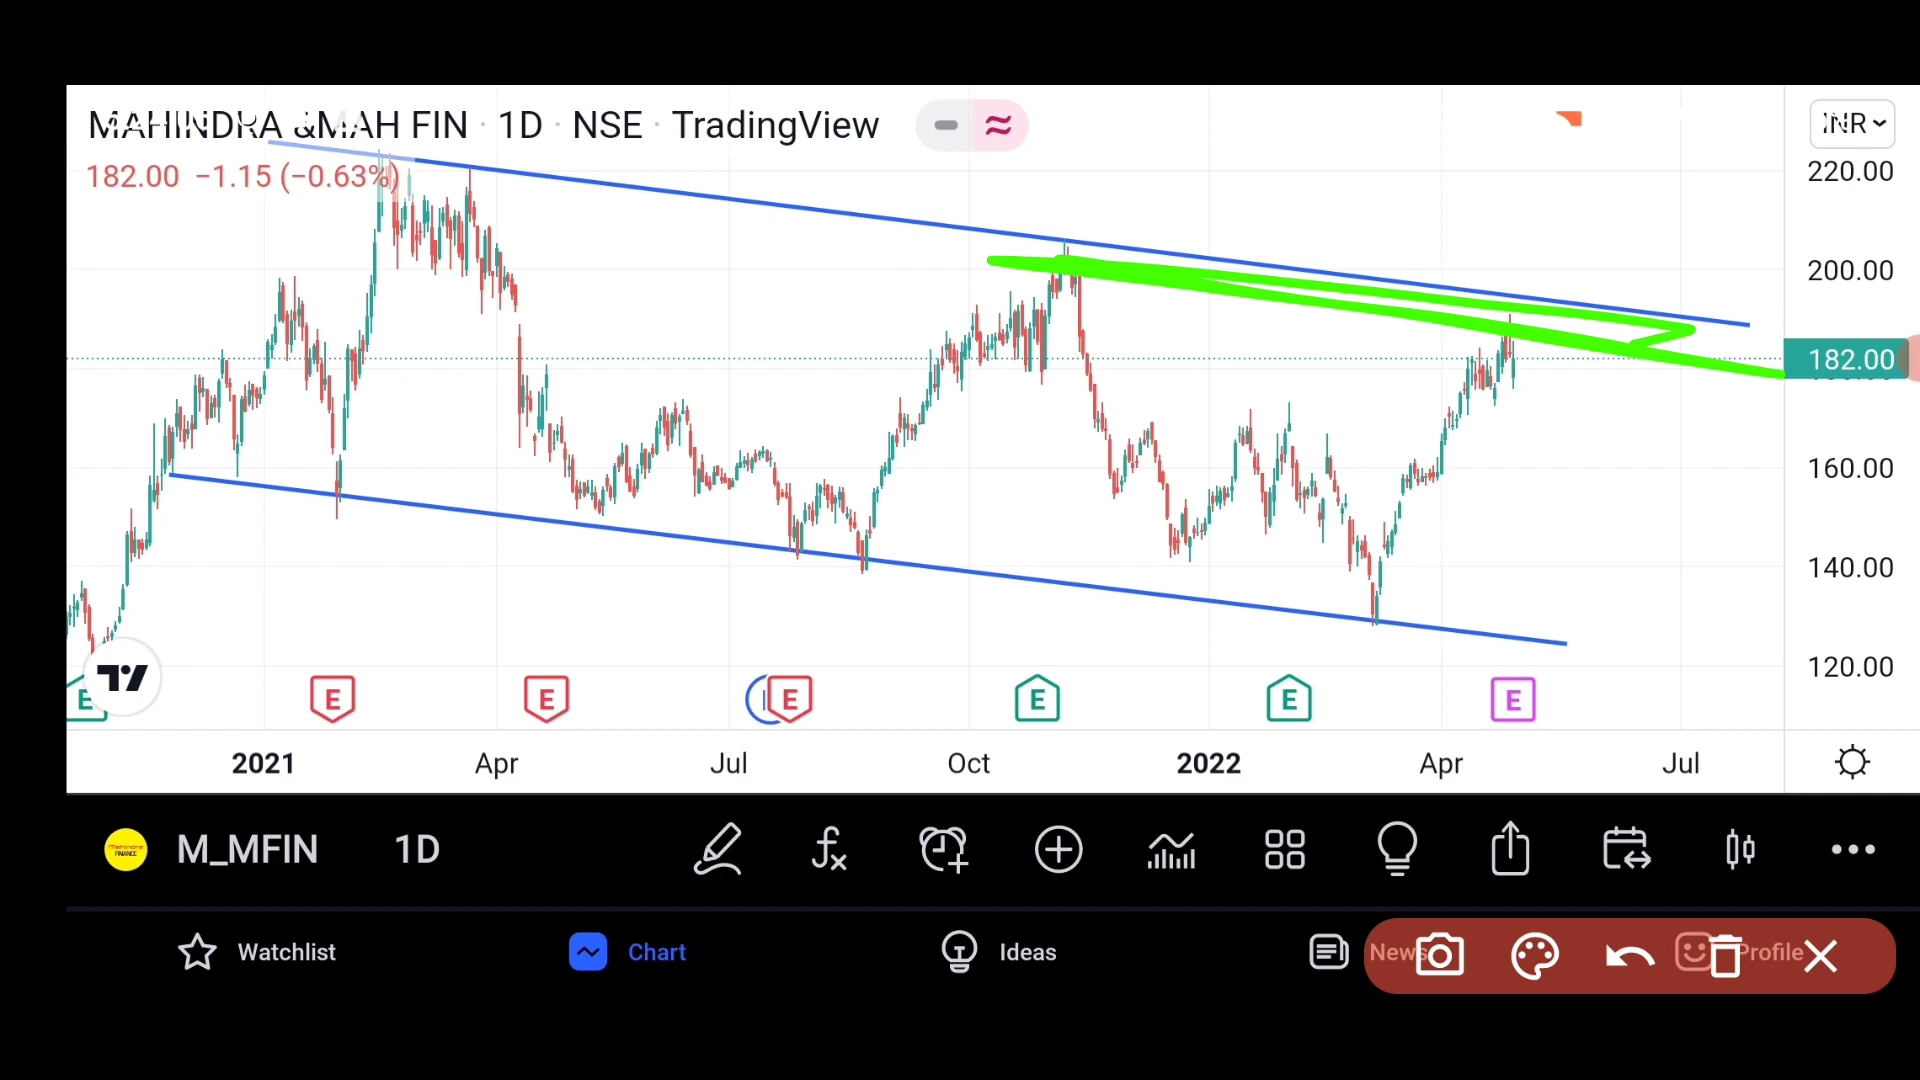 MAHINDRA &MAH FIN · 1D · NSE · TradingView
INR
182.00 −1.15 (−0.63%)
220.00
200.00
182.00
160.00
140.00
120.00
E E E E E E E
2021 Apr Jul Oct 2022 Apr Jul
M_MFIN 1D
Watchlist Chart Ideas News Profile